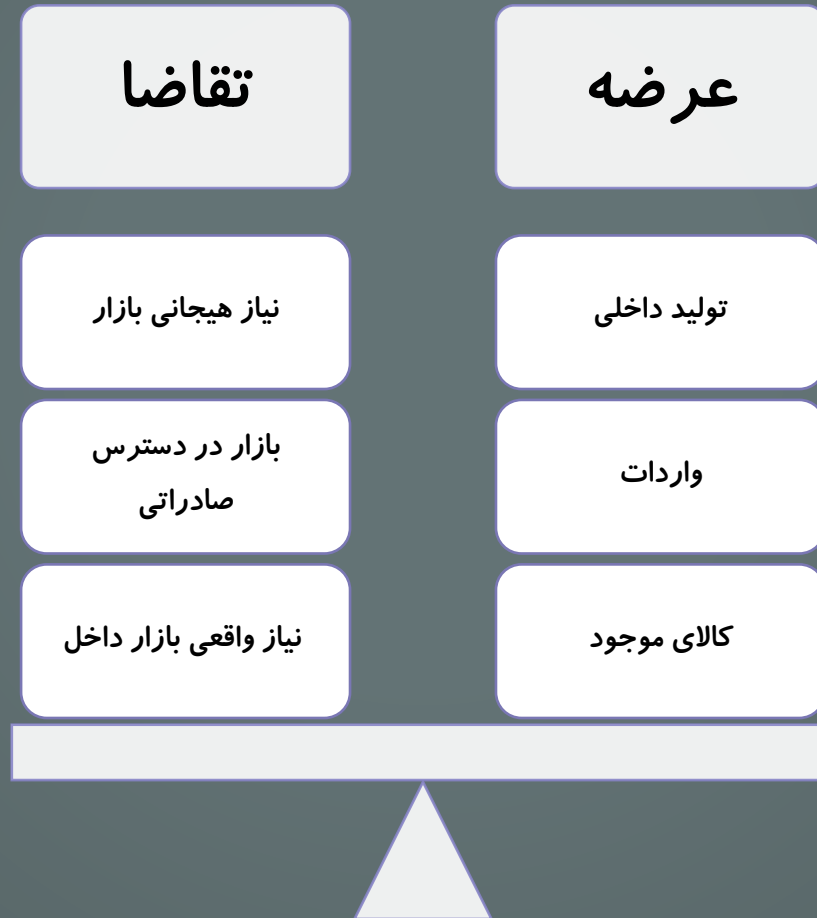 عرضه
تولید داخلی
واردات
کالای موجود
تقاضا
نیاز هیجانی بازار
بازار در دسترس
صادراتی
نیاز واقعی بازار داخل